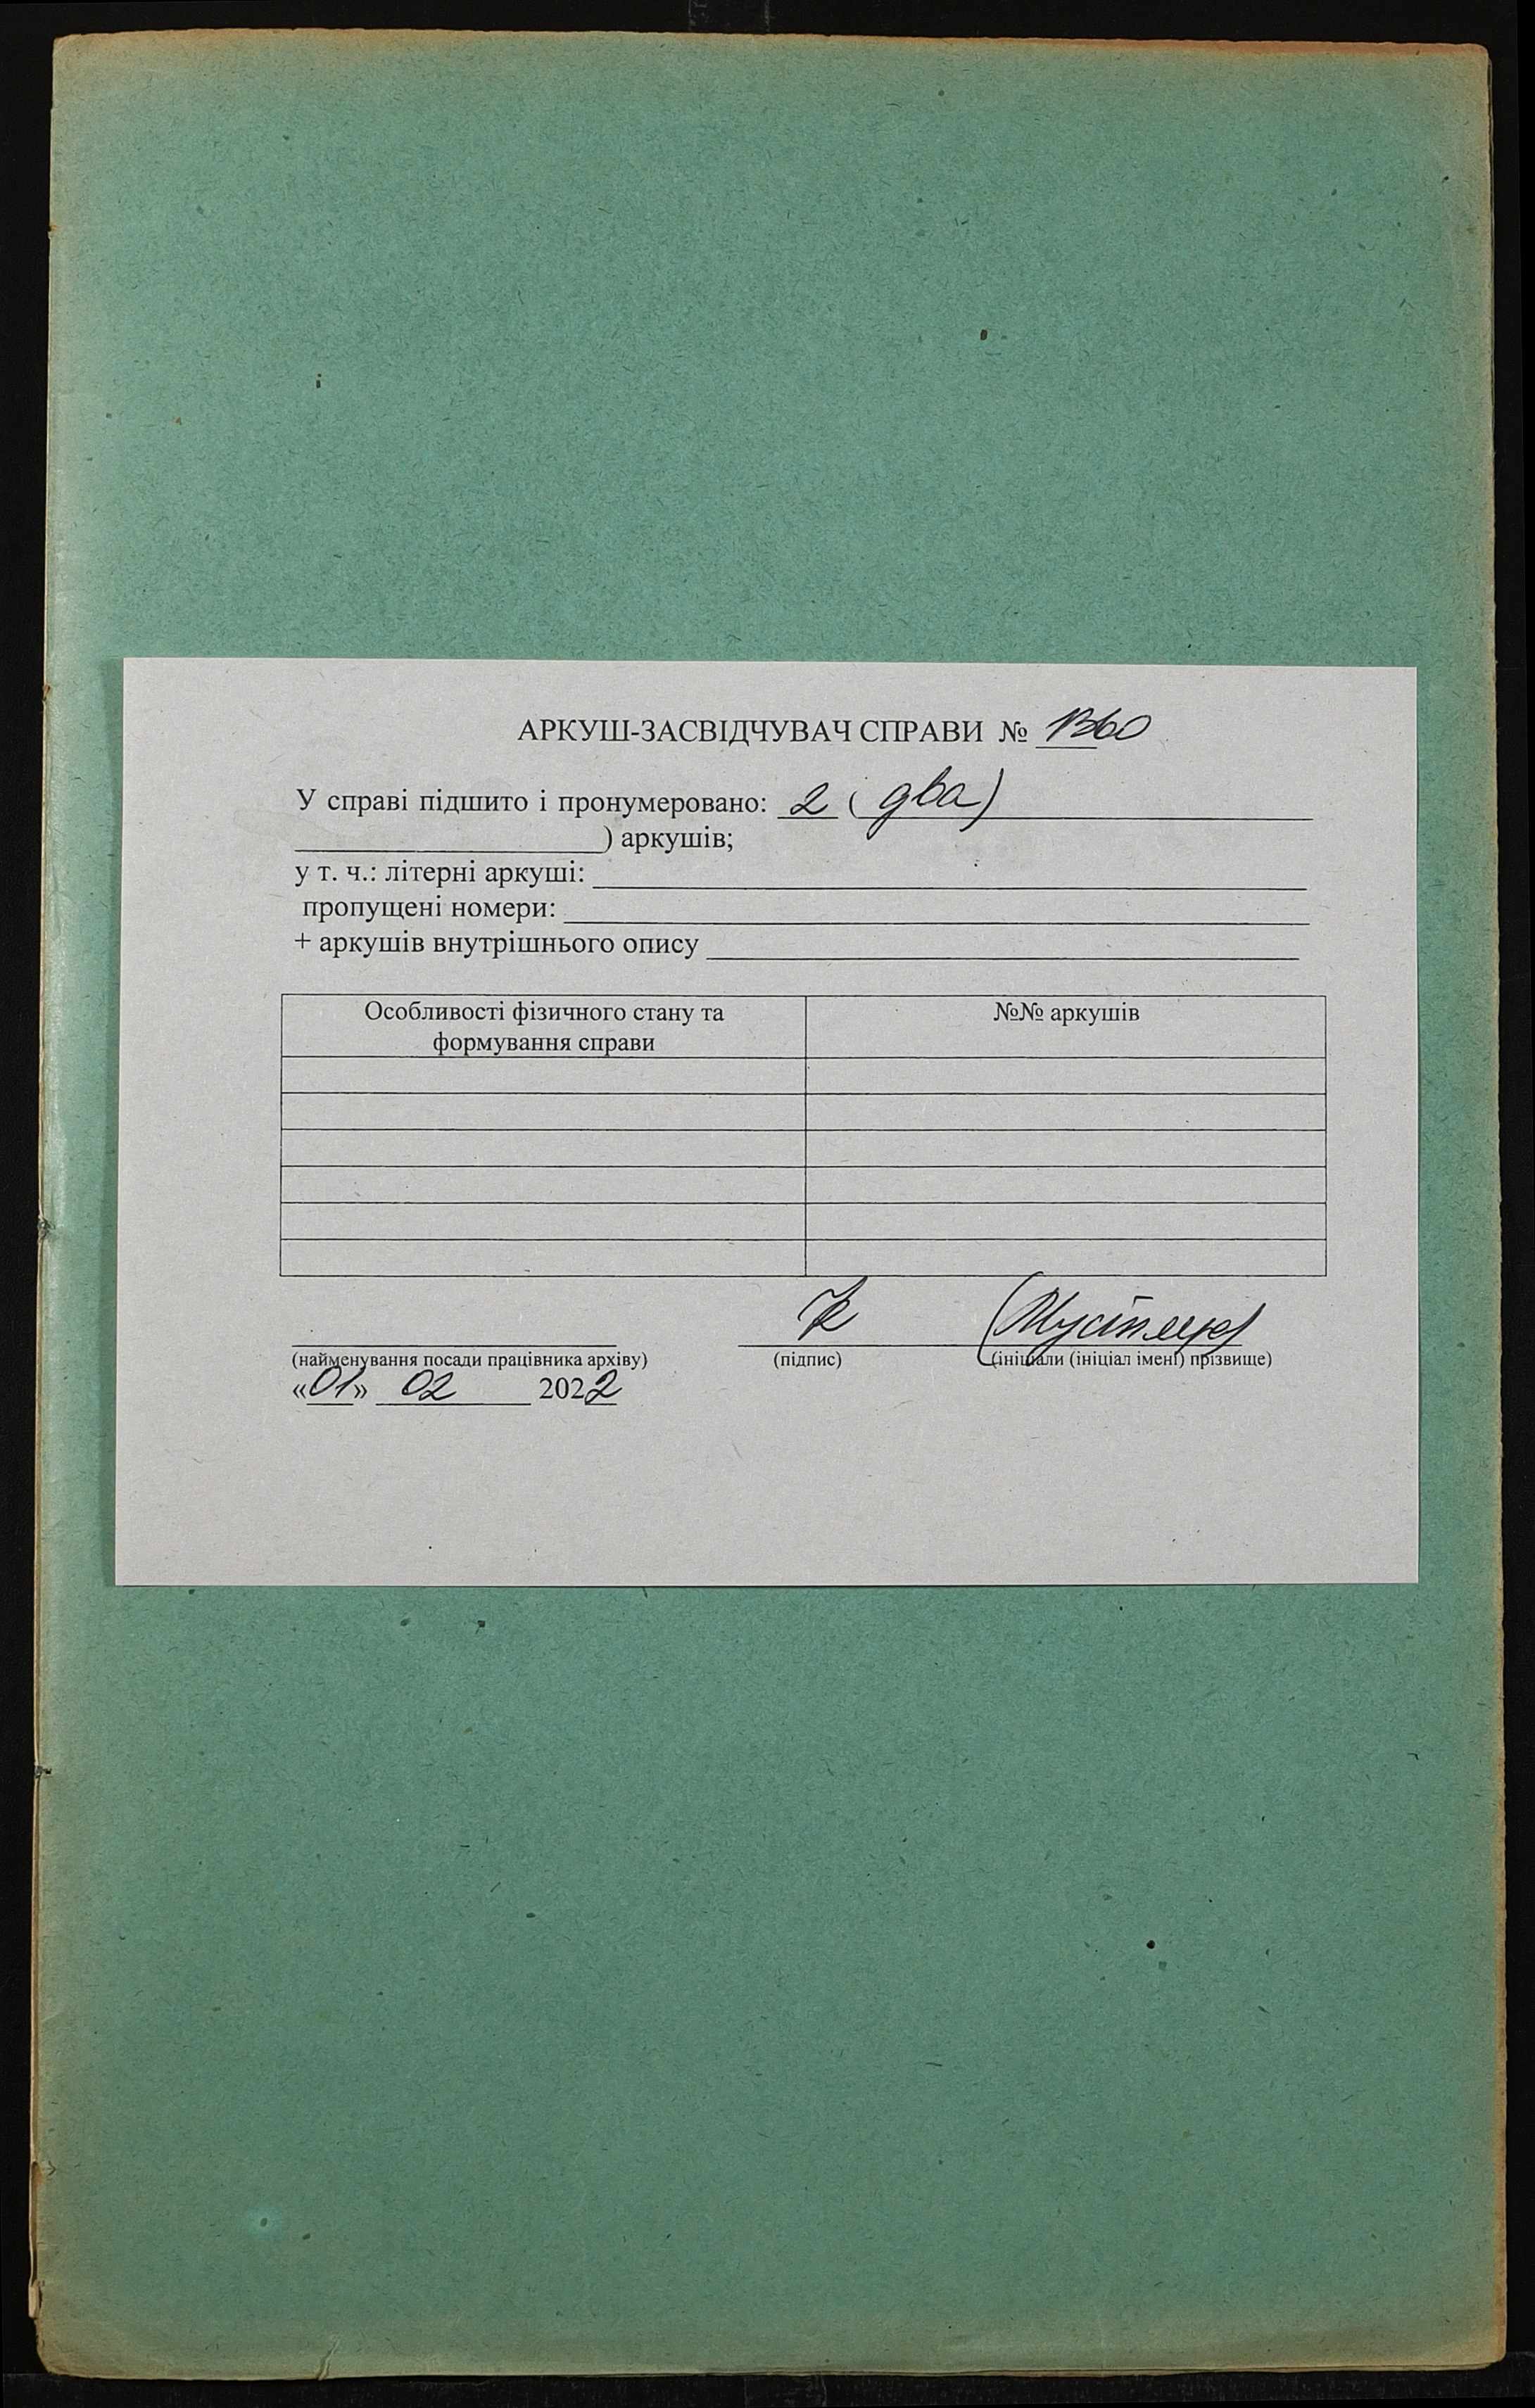 АРКУШ-ЗАСВІДЧУВАЧ СПРАВИ № 1360
У справі підшито і пронумеровано: 2 ( два)
) аркушів;
у т. ч.: літерні аркуші:
пропущені номери:
+ аркушів внутрішнього опису
Особливості фізичного стану та формування справи
№№ аркушів
(найменування посади працівника архіву)
(підпис)
(ініціали (ініціал імені) прізвище)
«01» 02 2022